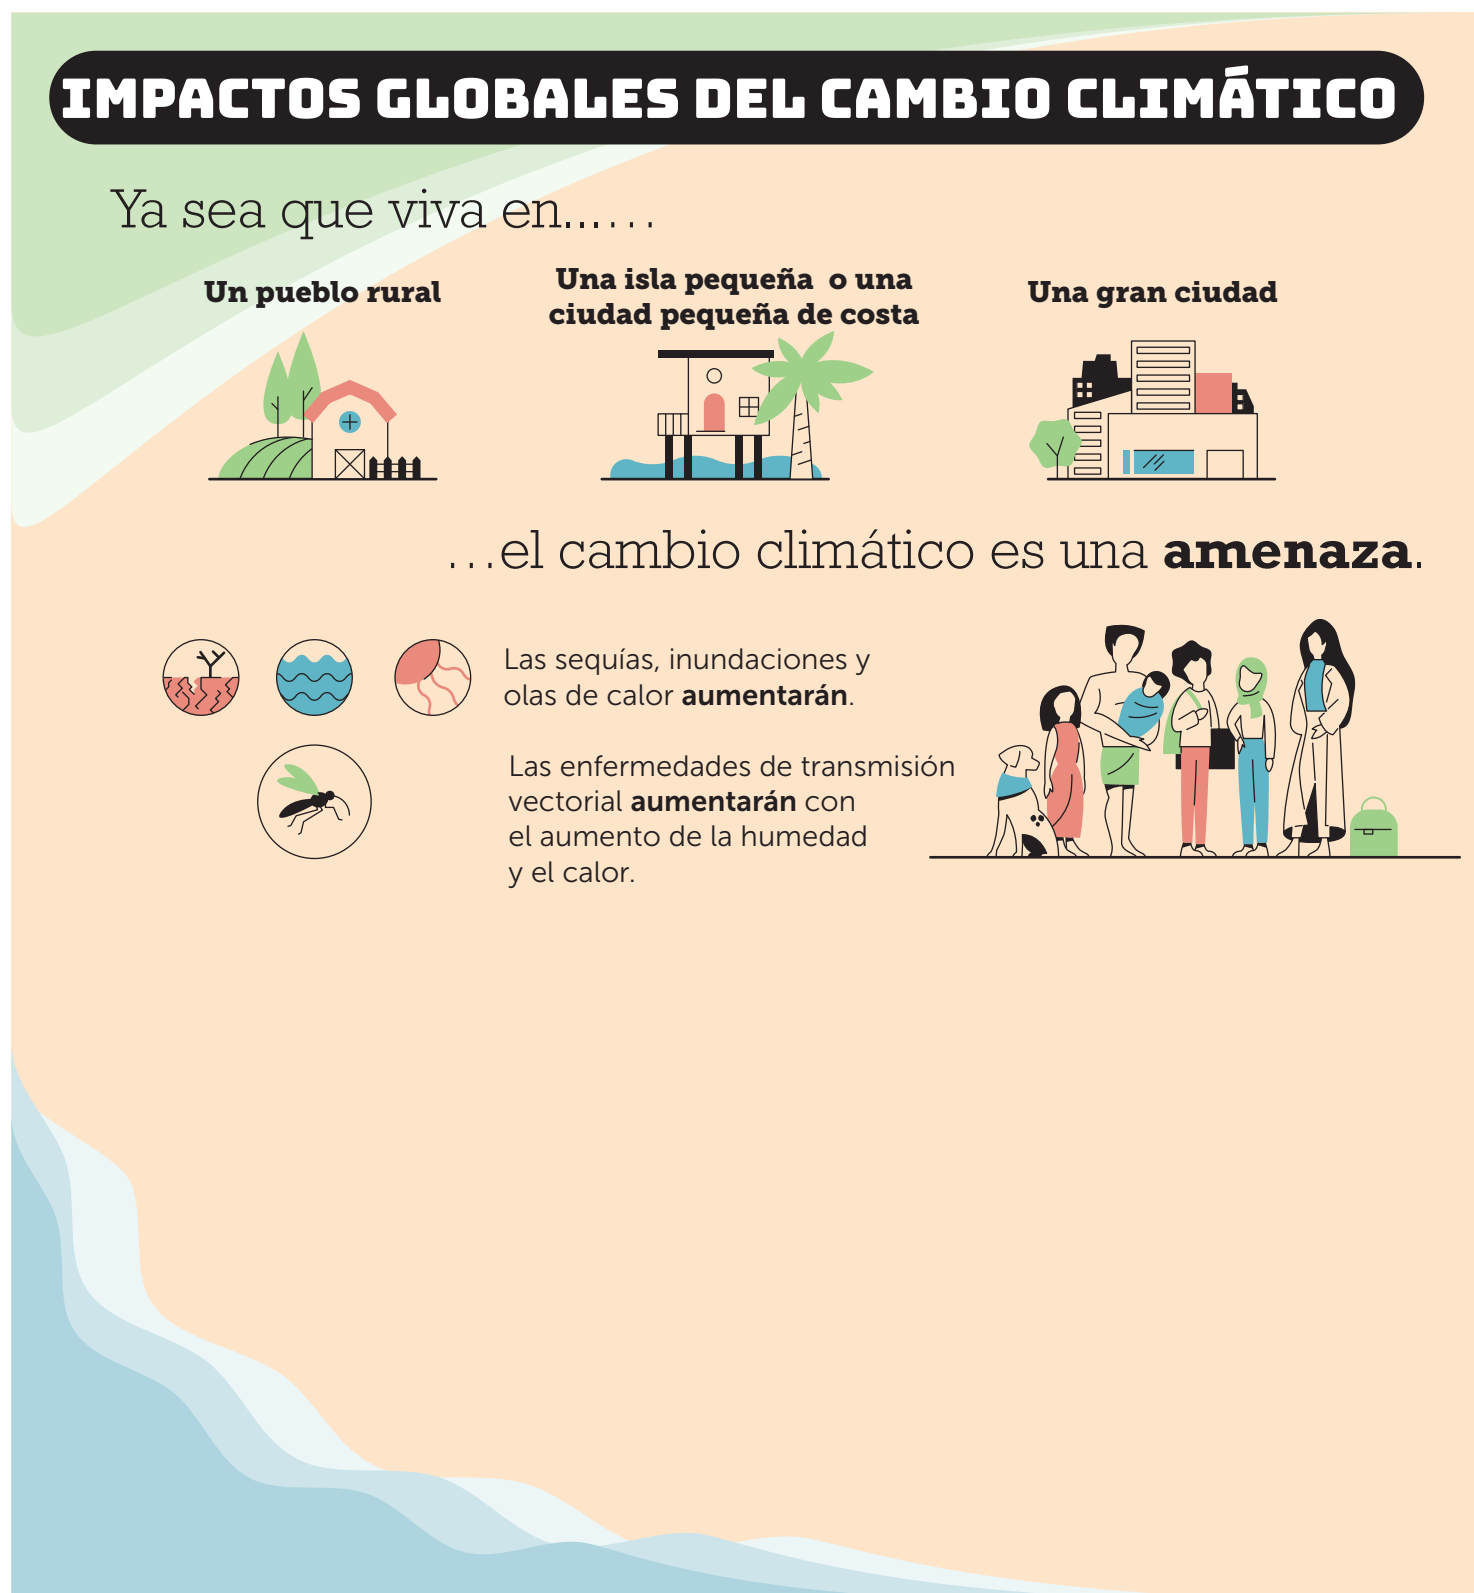 IMPACTOS GLOBALES DEL CAMBIO CLIMÁTICO
Ya sea que viva en......
Un pueblo rural
Una isla pequeña o una
ciudad pequeña de costa
Una gran ciudad
...el cambio climático es una amenaza.
Las sequías, inundaciones y
olas de calor aumentarán.
Las enfermedades de transmisión
vectorial aumentarán con
el aumento de la humedad
y el calor.